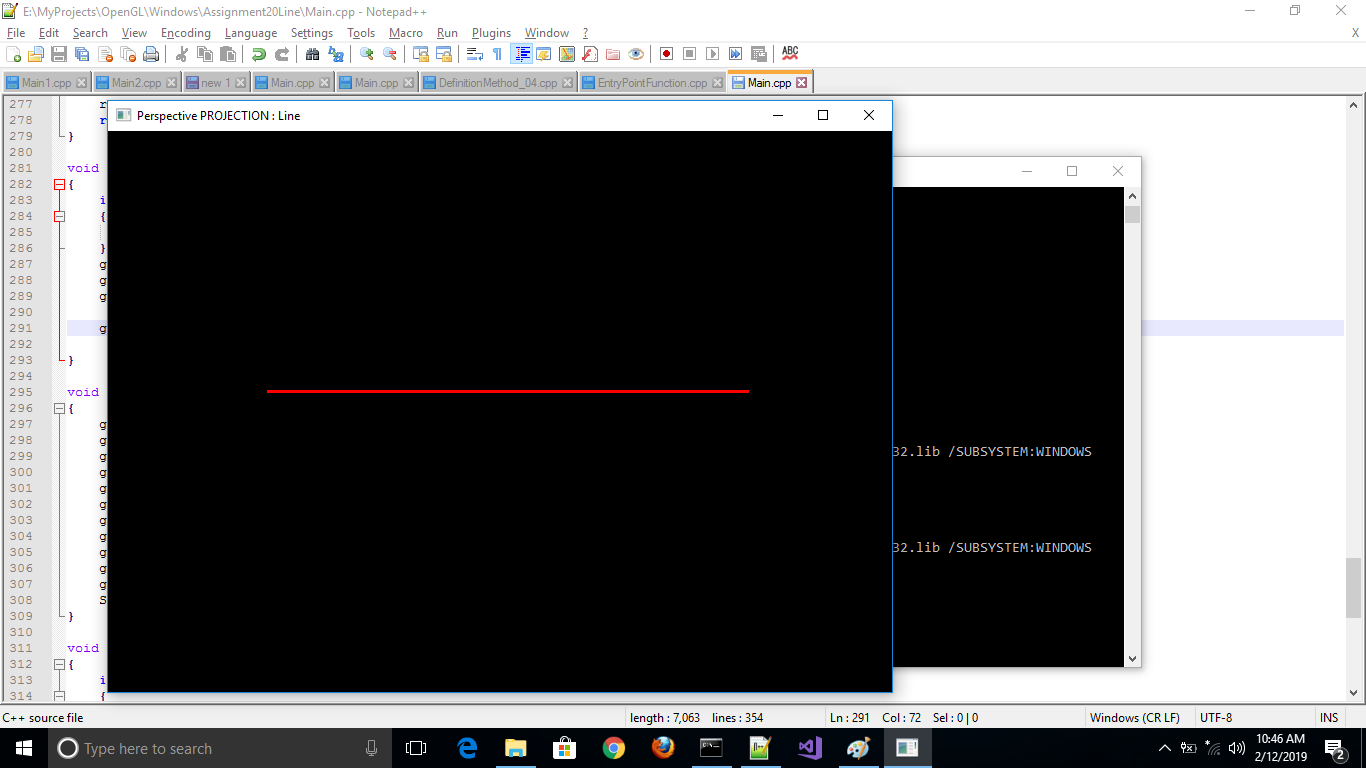 E:\MyProjects\OpenGL\Windows\Assignment20Line\Main.cpp - Notepad++
File Edit Search View Encoding Language Settings Tools Macro Run Plugins Window ? X
ABC
Main1.cpp Main2.cpp new 1 Main.cpp Main.cpp DefinitionMethod_04.cpp EntryPointFunction.cpp Main.cpp
Perspective PROJECTION : Line
277 r
278 r
279 }
280
281 void
282 {
283 i
284 {
285
286 }
287 g
288 g
289 g
290
291 g
292
293 }
294
295 void
296 {
297 g
298 g
299 g
300 g
301 g
302 g
303 g
304 g
305 g
306 g
307 g
308 S
309 }
310
311 void
312 {
313 i
314 {
32.lib /SUBSYSTEM:WINDOWS
32.lib /SUBSYSTEM:WINDOWS
C++ source file length : 7,063 lines : 354 Ln : 291 Col : 72 Sel : 0 | 0 Windows (CR LF) UTF-8 INS
Type here to search
10:46 AM
2/12/2019
2